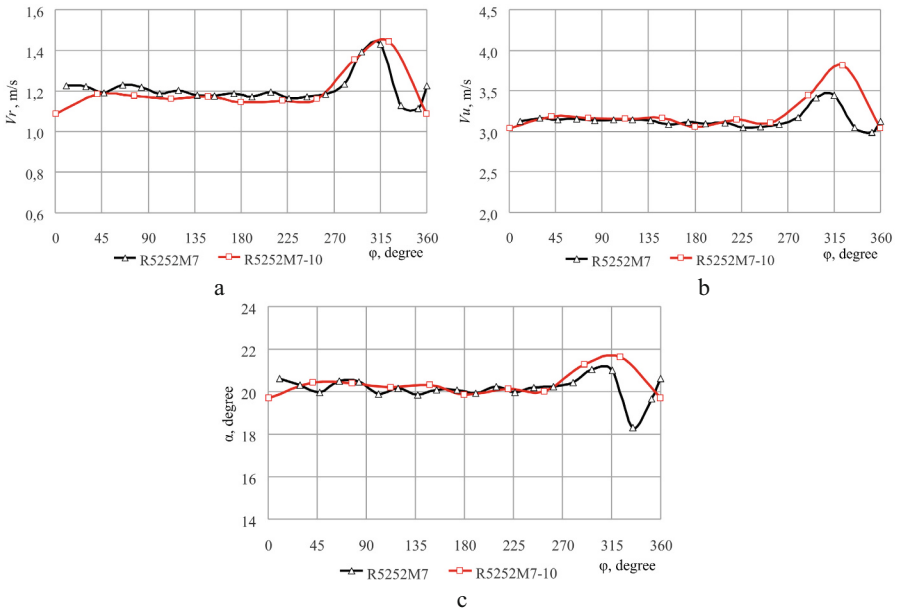 1,6
1,4
1,2
1,0
0,8
0,6
Vr, m/s
0 45 90 135 180 225 270 315 360
φ, degree
R5252M7 R5252M7-10
a
4,5
4,0
3,5
3,0
2,5
2,0
Vu, m/s
0 45 90 135 180 225 270 315 360
φ, degree
R5252M7 R5252M7-10
b
24
22
20
18
16
14
α, degree
0 45 90 135 180 225 270 315 360
φ, degree
R5252M7 R5252M7-10
c